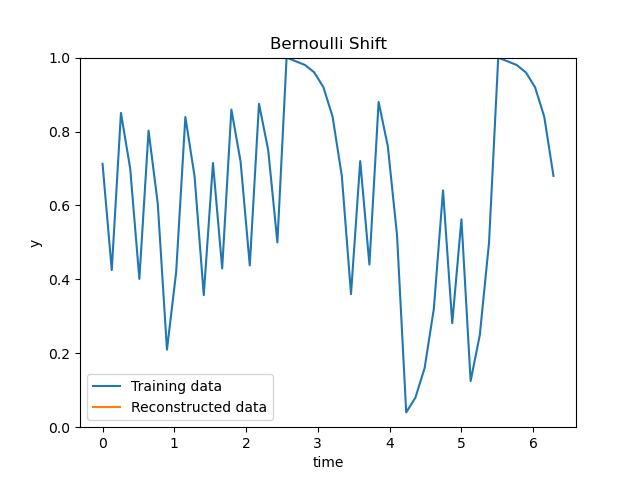 Bernoulli Shift
1.0
0.8
0.6
0.4
0.2
0.0
y
Training data
Reconstructed data
0 1 2 3 4 5 6
time